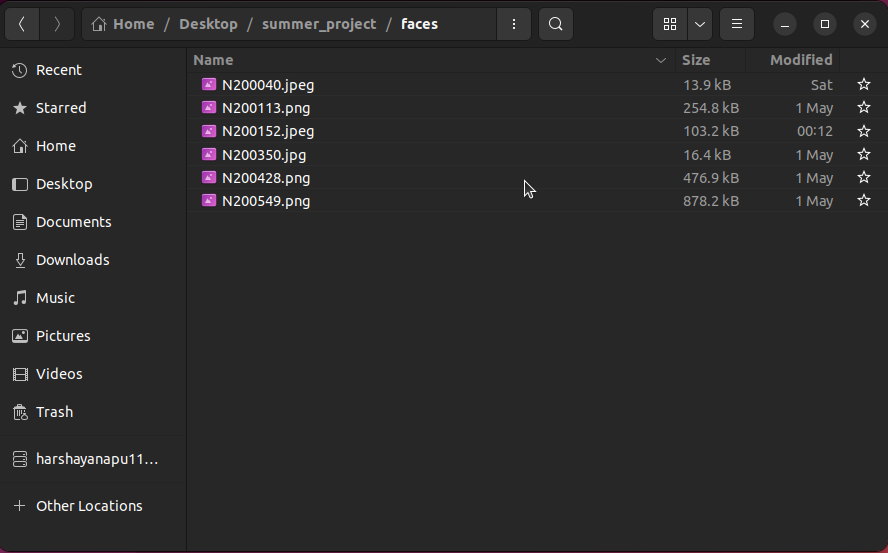 Home / Desktop / summer_project / faces
Name Size Modified
Recent
Starred
Home
Desktop
Documents
Downloads
Music
Pictures
Videos
Trash
harshayanapu11…
Other Locations
N200040.jpeg 13.9 kB Sat
N200113.png 254.8 kB 1 May
N200152.jpeg 103.2 kB 00:12
N200350.jpg 16.4 kB 1 May
N200428.png 476.9 kB 1 May
N200549.png 878.2 kB 1 May